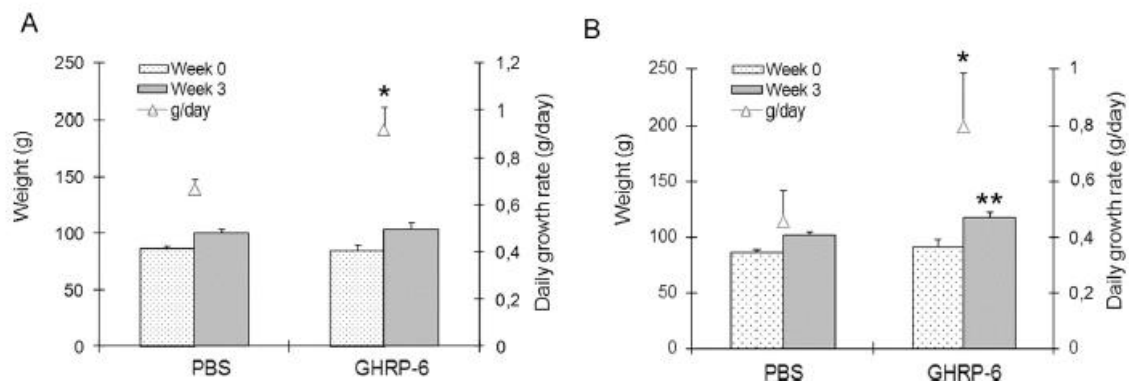 A
Weight (g)
250
200
150
100
50
0
Week 0
Week 3
g/day
*
PBS
GHRP-6
1,2
1
0,8
0,6
0,4
0,2
0
Daily growth rate (g/day)
B
Weight (g)
250
200
150
100
50
0
Week 0
Week 3
g/day
*
**
PBS
GHRP-6
1
0,8
0,6
0,4
0,2
0
Daily growth rate (g/day)